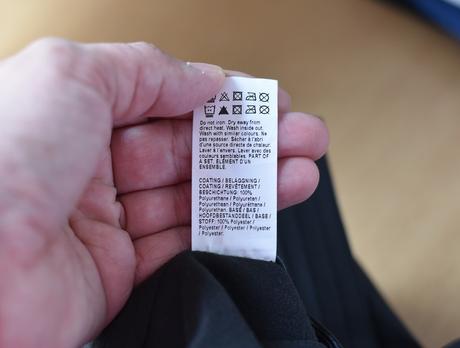 Do not iron. Dry away from
direct heat. Wash inside out.
Wash with similar colours. Ne
pas repasser. Sécher à l'abri
d'une source directe de chaleur.
Laver à l'envers. Laver avec des
couleurs semblables. PART OF
A SET. ÉLÉMENT D'UN
ENSEMBLE.
COATING / BELÄGGNING /
COATING / REVÊTEMENT /
BESCHICHTUNG: 100%
Polyurethane / Polyuretan /
Polyurethaan / Polyuréthane /
Polyurethan. BASE / BAS /
HOOFDBESTANDDEEL / BASE /
STOFF: 100% Polyester /
Polyester / Polyester / Polyester
/ Polyester.